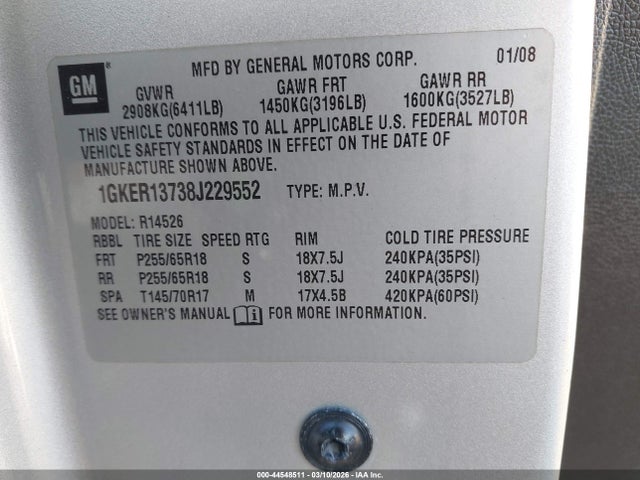 GM ®
MFD BY GENERAL MOTORS CORP. 01/08
GVWR GAWR FRT GAWR RR
2908KG(6411LB) 1450KG(3196LB) 1600KG(3527LB)
THIS VEHICLE CONFORMS TO ALL APPLICABLE U.S. FEDERAL MOTOR
VEHICLE SAFETY STANDARDS IN EFFECT ON THE DATE OF
MANUFACTURE SHOWN ABOVE.
1GKER13738J229552 TYPE: M.P.V.
MODEL: R14526
RBBL TIRE SIZE SPEED RTG RIM COLD TIRE PRESSURE
FRT P255/65R18 S 18X7.5J 240KPA(35PSI)
RR P255/65R18 S 18X7.5J 240KPA(35PSI)
SPA T145/70R17 M 17X4.5B 420KPA(60PSI)
SEE OWNER'S MANUAL i FOR MORE INFORMATION.
000-44548511 - 03/10/2026 - IAAI.COM